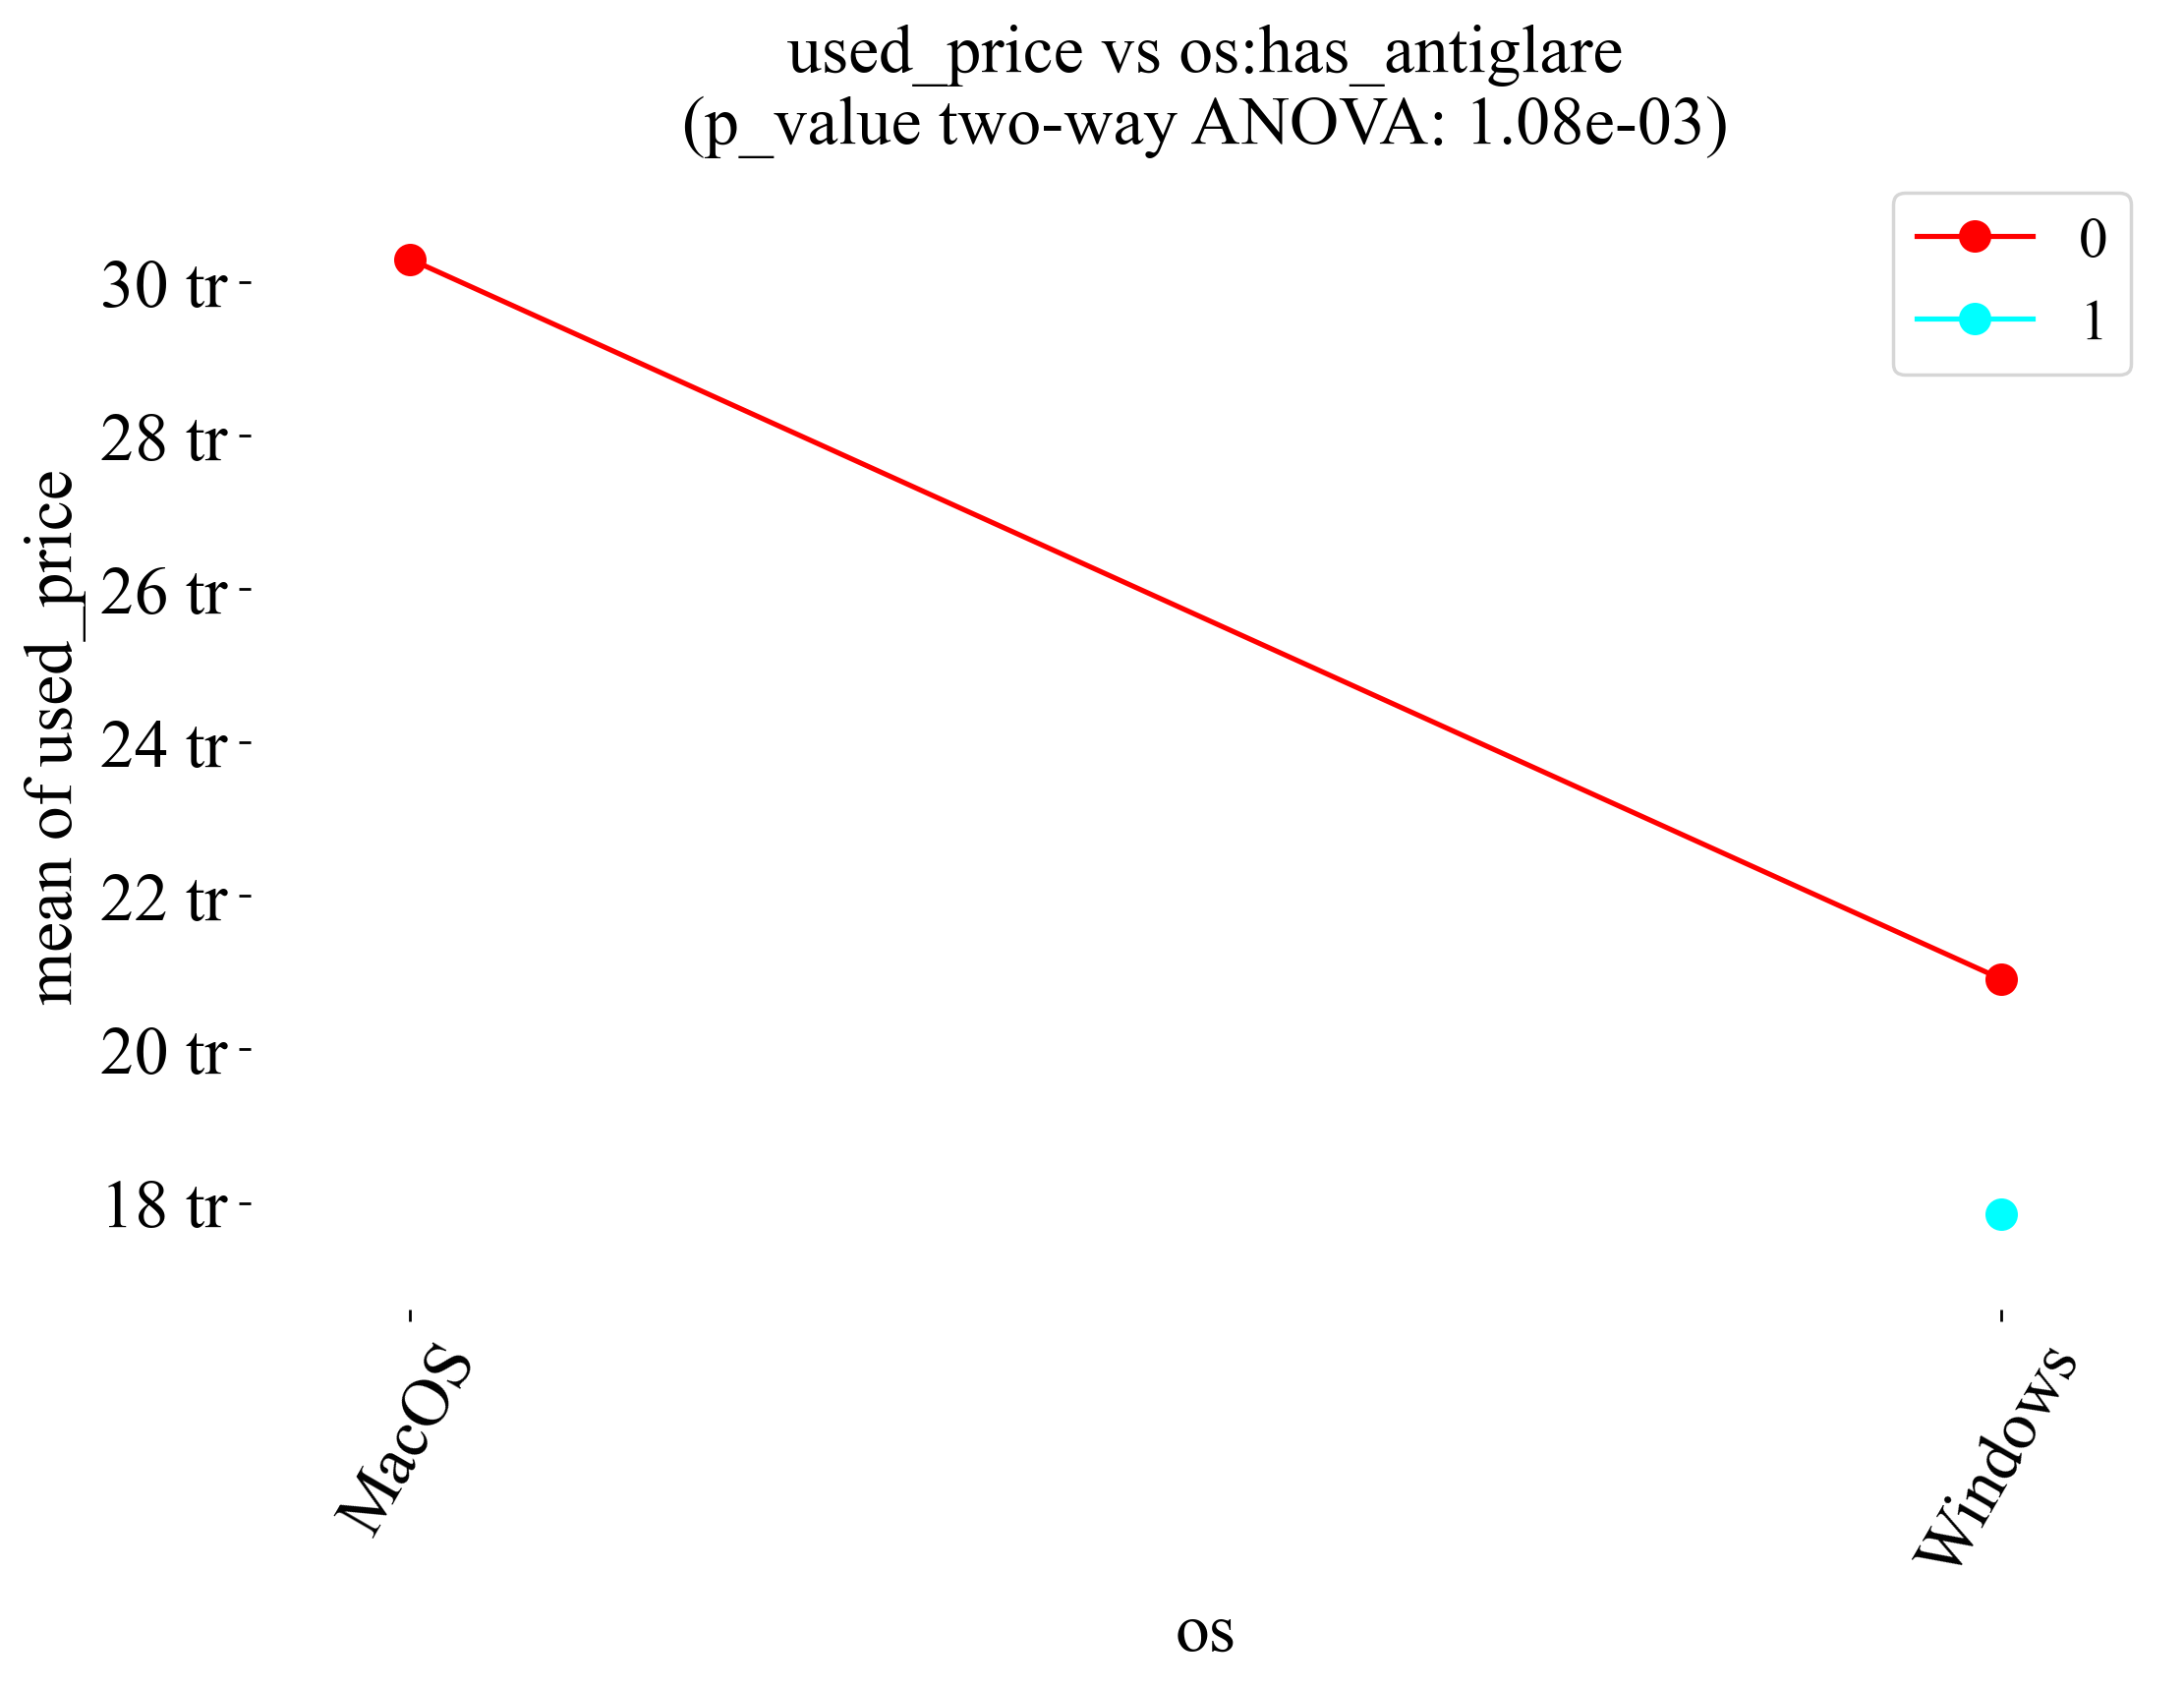 used_price vs os:has_antiglare
(p_value two-way ANOVA: 1.08e-03)
0
1
mean of used_price
30 tr
28 tr
26 tr
24 tr
22 tr
20 tr
18 tr
MacOS
Windows
os